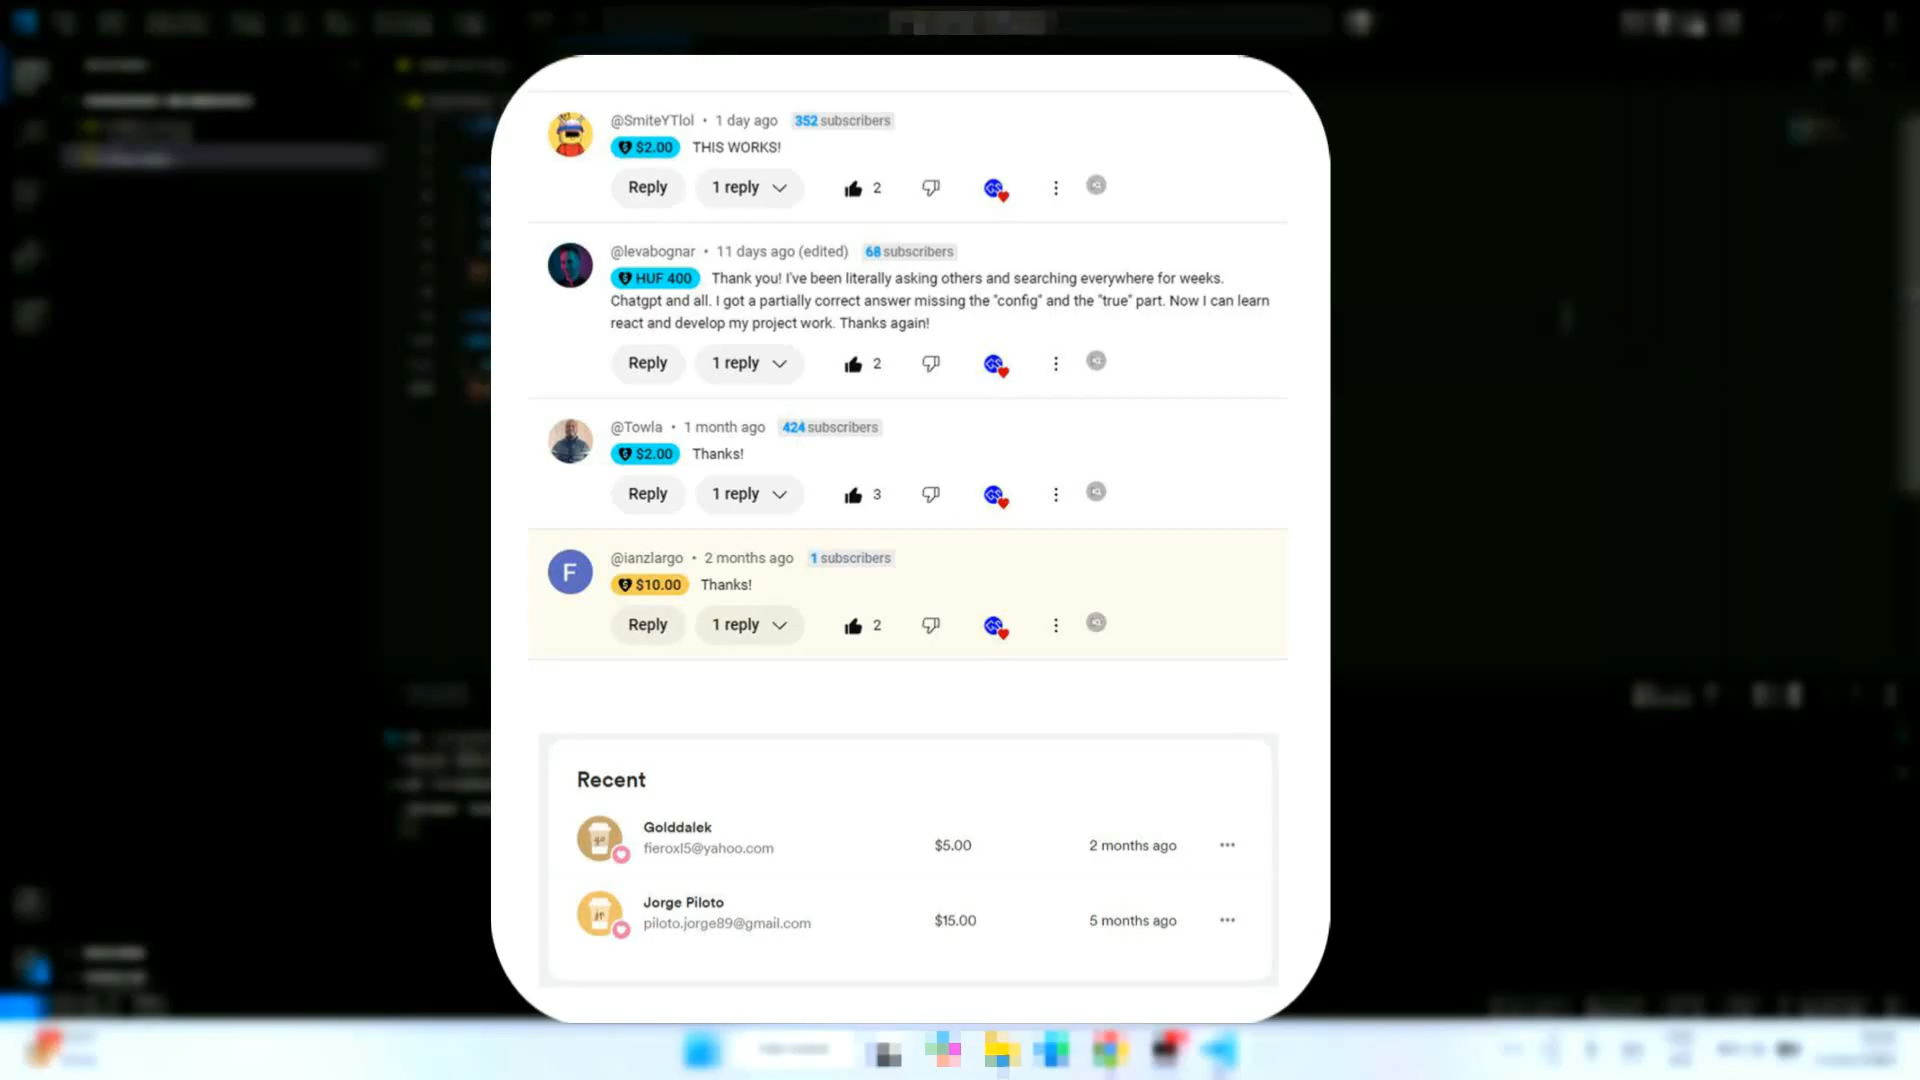 @SmiteYTlol • 1 day ago 352 subscribers
$2.00 THIS WORKS!
Reply 1 reply 2
@levabognar • 11 days ago (edited) 68 subscribers
HUF 400 Thank you! I've been literally asking others and searching everywhere for weeks.
Chatgpt and all. I got a partially correct answer missing the "config" and the "true" part. Now I can learn
react and develop my project work. Thanks again!
Reply 1 reply 2
@Towla • 1 month ago 424 subscribers
$2.00 Thanks!
Reply 1 reply 3
F
@ianzlargo • 2 months ago 1 subscribers
$10.00 Thanks!
Reply 1 reply 2
Recent
Golddalek
fieroxl5@yahoo.com $5.00 2 months ago
Jorge Piloto
piloto.jorge89@gmail.com $15.00 5 months ago